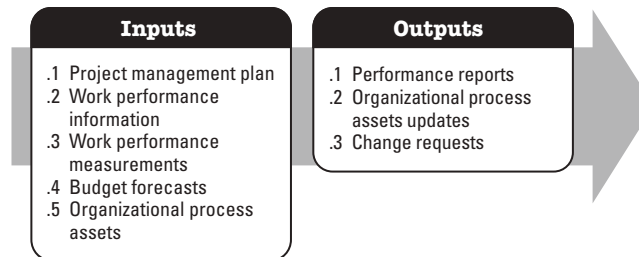 Inputs
.1 Project management plan
.2 Work performance
information
.3 Work performance
measurements
.4 Budget forecasts
.5 Organizational process
assets
Outputs
.1 Performance reports
.2 Organizational process
assets updates
.3 Change requests